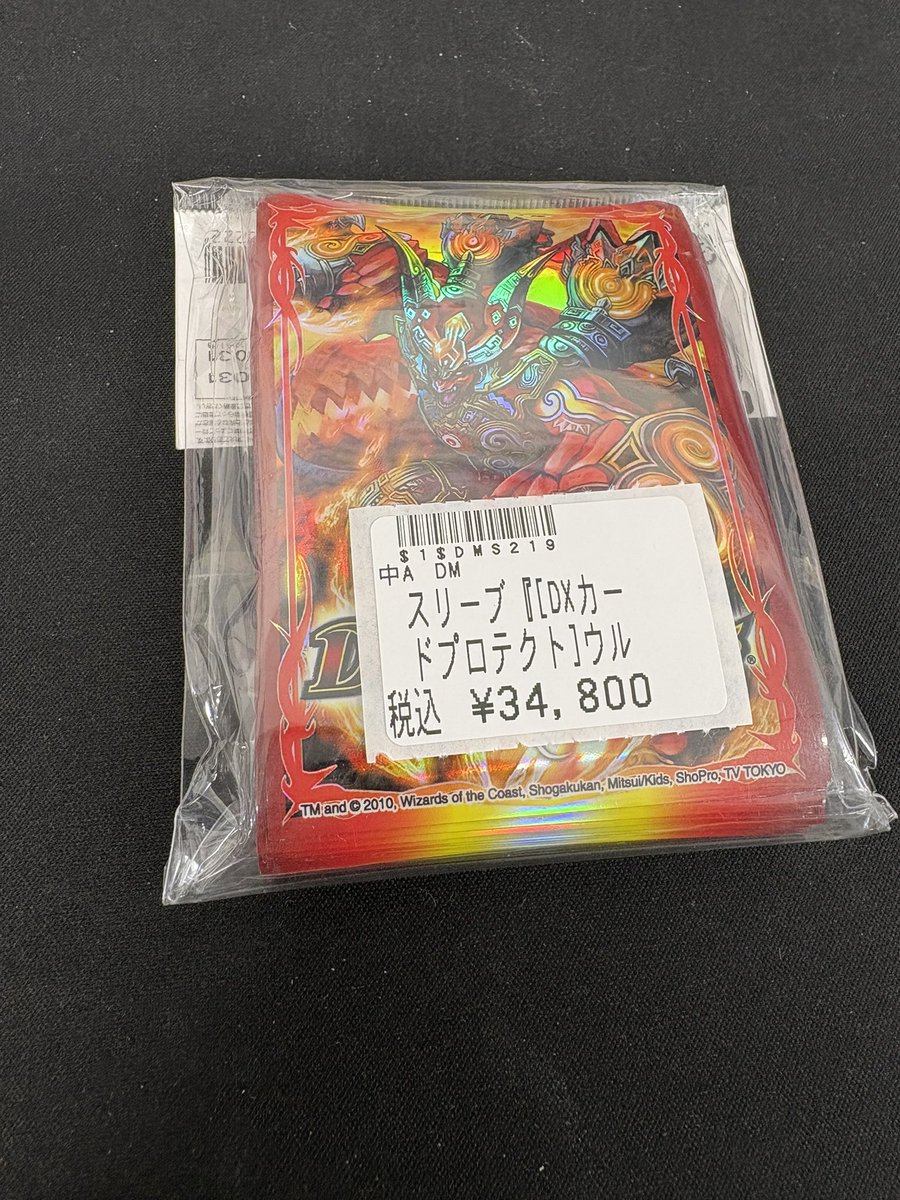 $1$DMS219
中A DM
スリーブ『[DXカー
ドプロテクト]ウル
税込 ¥34,800
TM and © 2010, Wizards of the Coast, Shogakukan, Mitsui/Kids, ShoPro, TV TOKYO